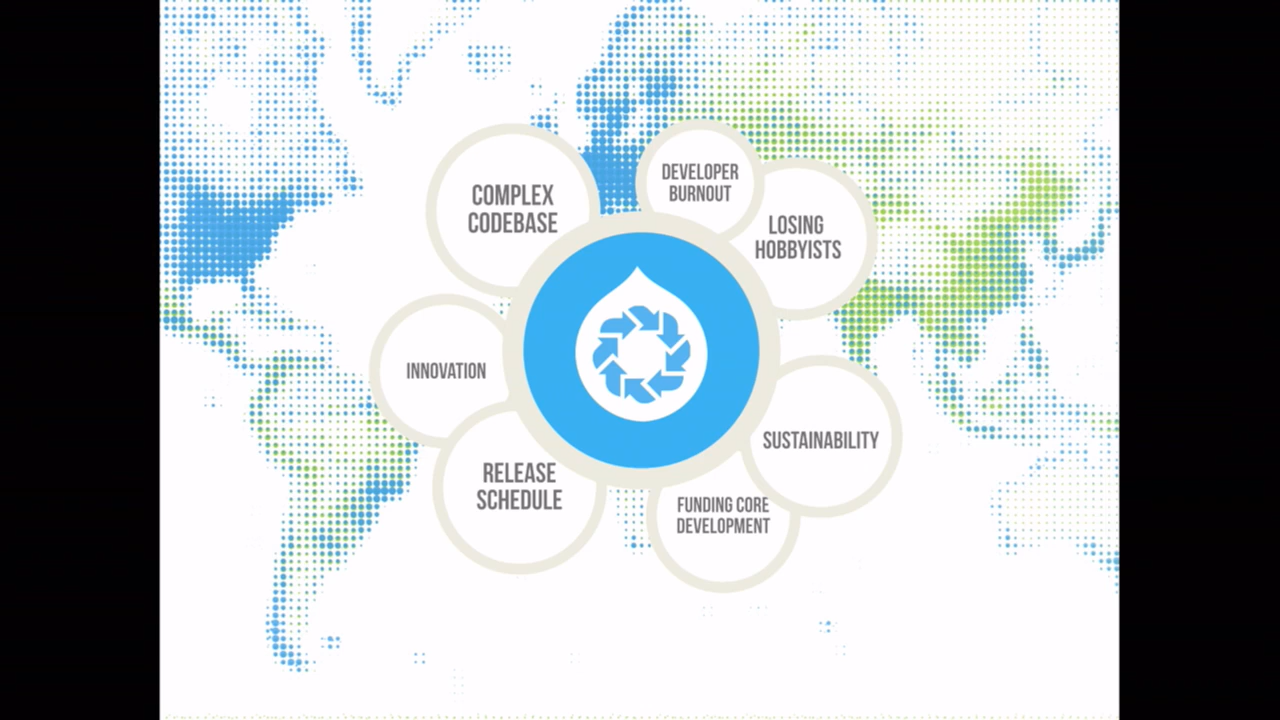 COMPLEX
CODEBASE
DEVELOPER
BURNOUT
LOSING
HOBBYISTS
INNOVATION
SUSTAINABILITY
RELEASE
SCHEDULE
FUNDING CORE
DEVELOPMENT